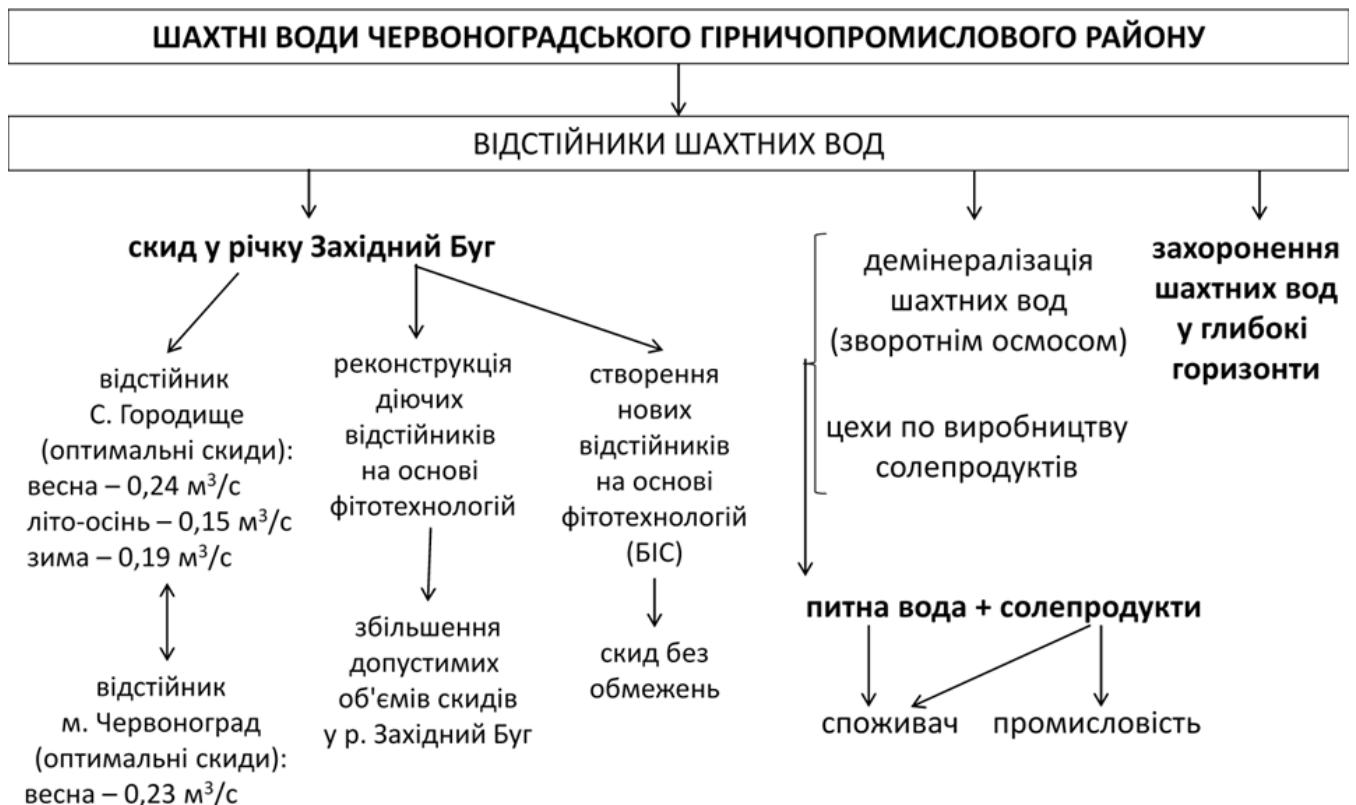 ШАХТНІ ВОДИ ЧЕРВОНОГРАДСЬКОГО ГІРНИЧОПРОМИСЛОВОГО РАЙОНУ
ВІДСТІЙНИКИ ШАХТНИХ ВОД
скид у річку Західний Буг
відстійник
С. Городище
(оптимальні скиди):
весна – 0,24 м³/с
літо-осінь – 0,15 м³/с
зима – 0,19 м³/с
відстійник
м. Червоноград
(оптимальні скиди):
весна – 0,23 м³/с
реконструкція
діючих
відстійників
на основі
фітотехнологій
збільшення
допустимих
об'ємів скидів
у р. Західний Буг
створення
нових
відстійників
на основі
фітотехнологій
(БІС)
скид без
обмежень
демінералізація
шахтних вод
(зворотнім осмосом)
цехи по виробництву
солепродуктів
питна вода + солепродукти
споживач
промисловість
захоронення
шахтних вод
у глибокі
горизонти